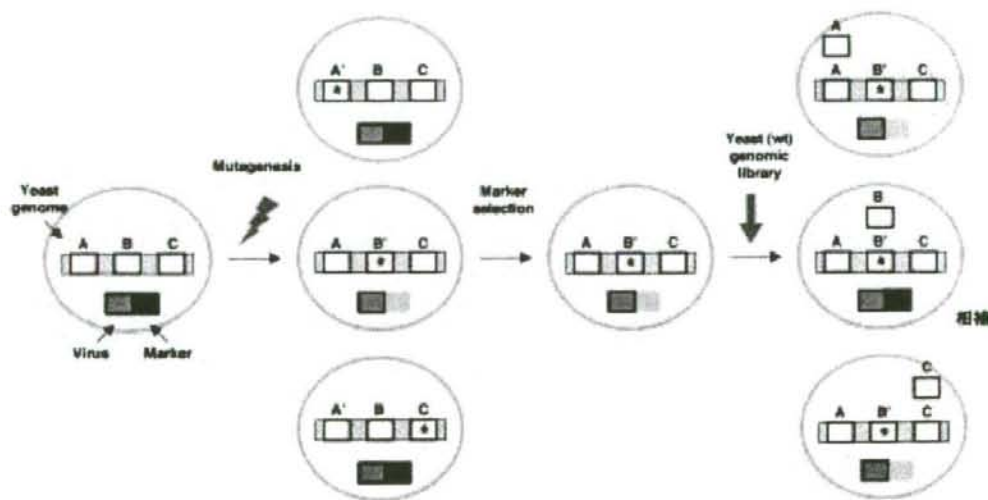 Yeast
genome
A B C
Virus
Marker
Mutagenesis
A' B C
*
A B' C
*
A' B C
*
Marker
selection
A B' C
*
Yeast (wt)
genomic
library
A
A B' C
*
B
A B' C
*
相補
C
A B' C
*